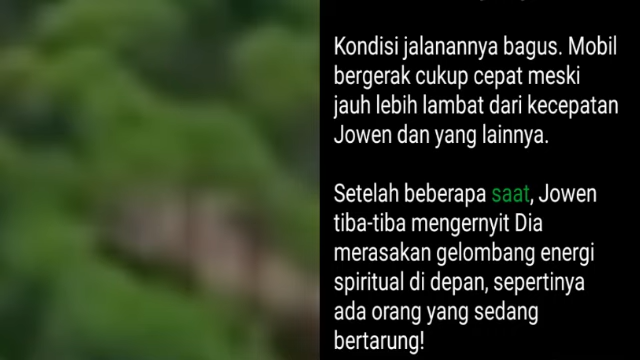 Kondisi jalanannya bagus. Mobil
bergerak cukup cepat meski
jauh lebih lambat dari kecepatan
Jowen dan yang lainnya.
Setelah beberapa saat, Jowen
tiba-tiba mengernyit Dia
merasakan gelombang energi
spiritual di depan, sepertinya
ada orang yang sedang
bertarung!